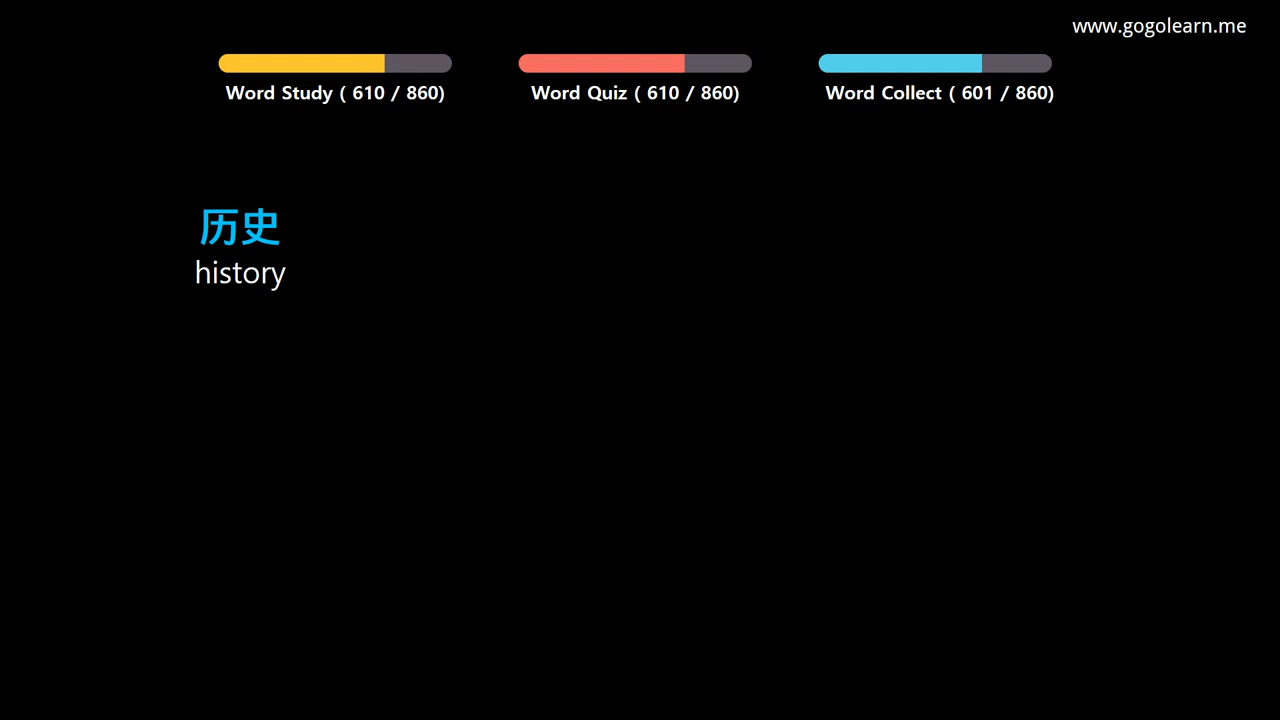 www.gogolearn.me
Word Study ( 610 / 860)
Word Quiz ( 610 / 860)
Word Collect ( 601 / 860)
历史
history